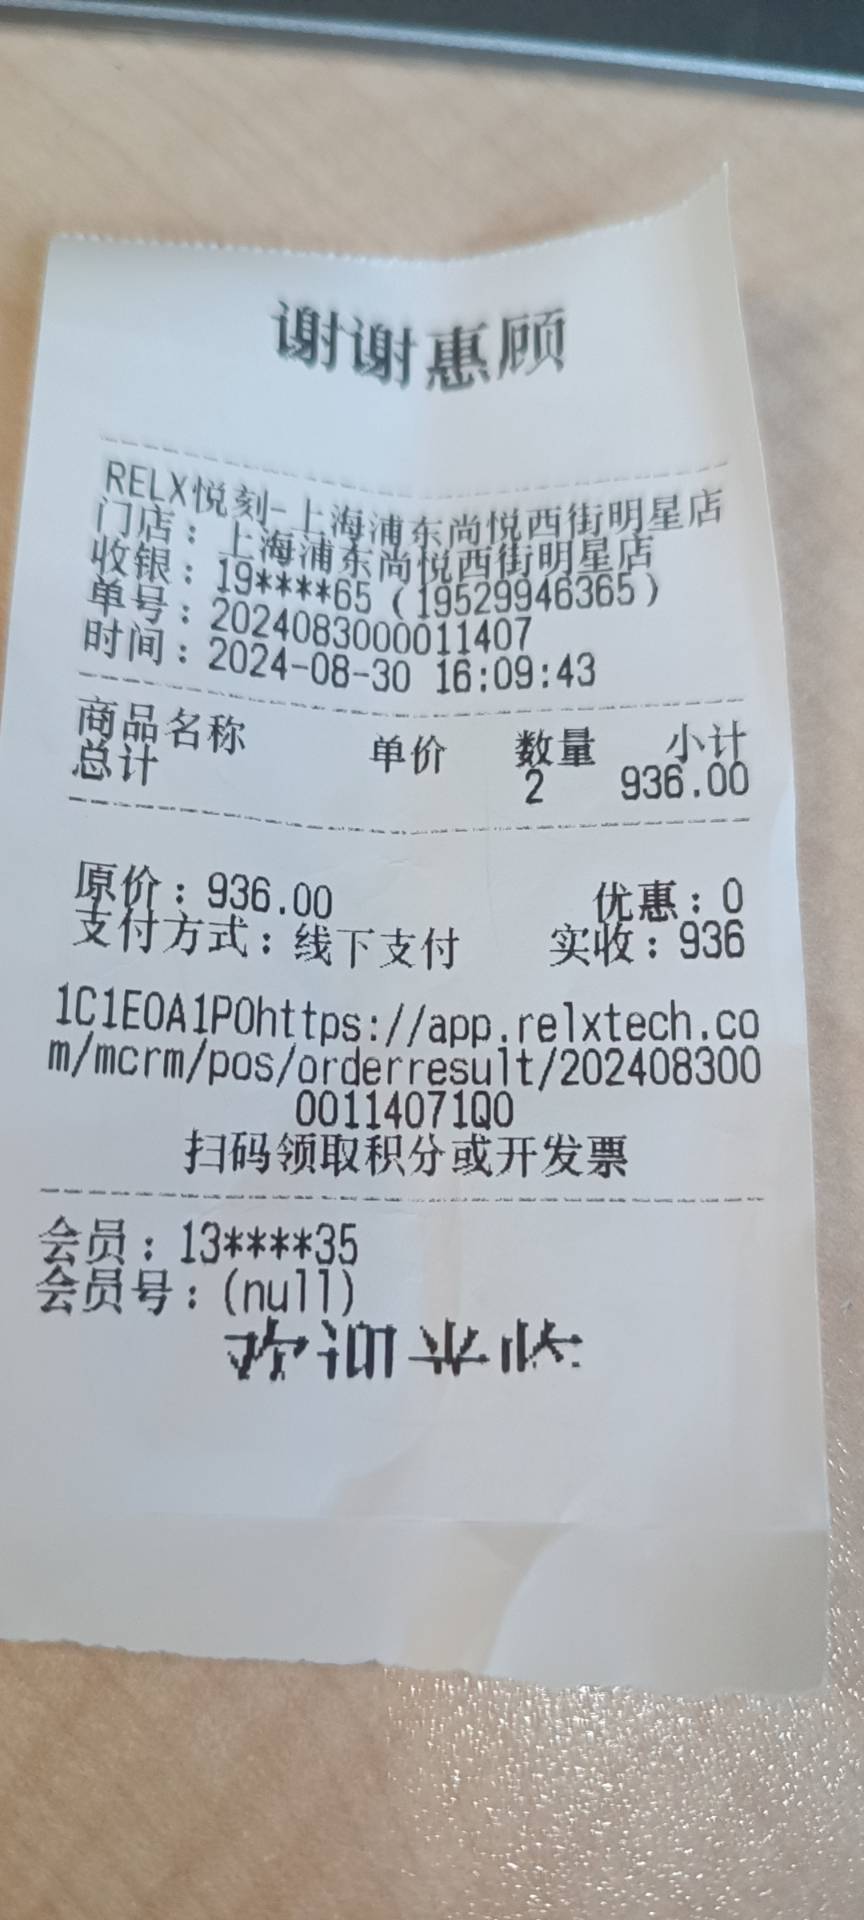 谢谢惠顾
RELX悦刻-上海浦东尚悦西街明星店
门店：上海浦东尚悦西街明星店
收银：19****65（19529946365）
单号：2024083000011407
时间：2024-08-30 16:09:43
商品名称 单价 数量 小计
总计 2 936.00
原价：936.00 优惠：0
支付方式：线下支付 实收：936
1C1E0A1P0https://app.relxtech.co
m/mcrm/pos/orderresult/202408300
00114071Q0
扫码领取积分或开发票
会员：13****35
会员号：(null)